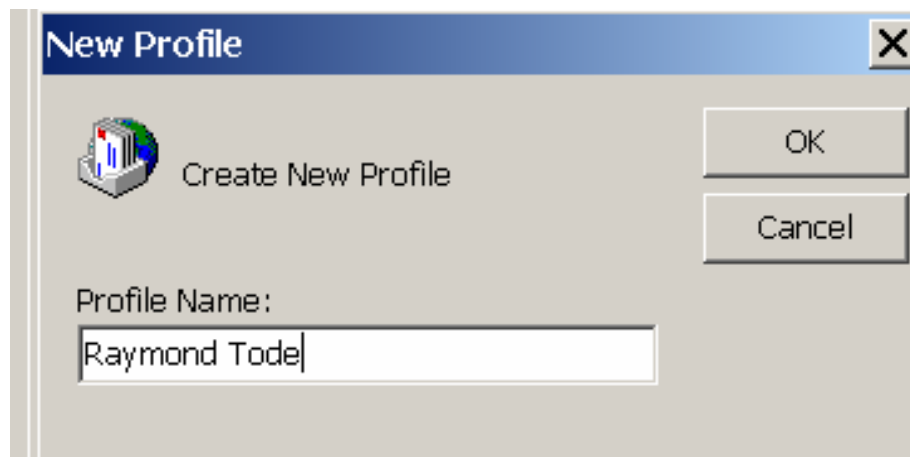 New Profile
Create New Profile
OK
Cancel
Profile Name:
Raymond Tode